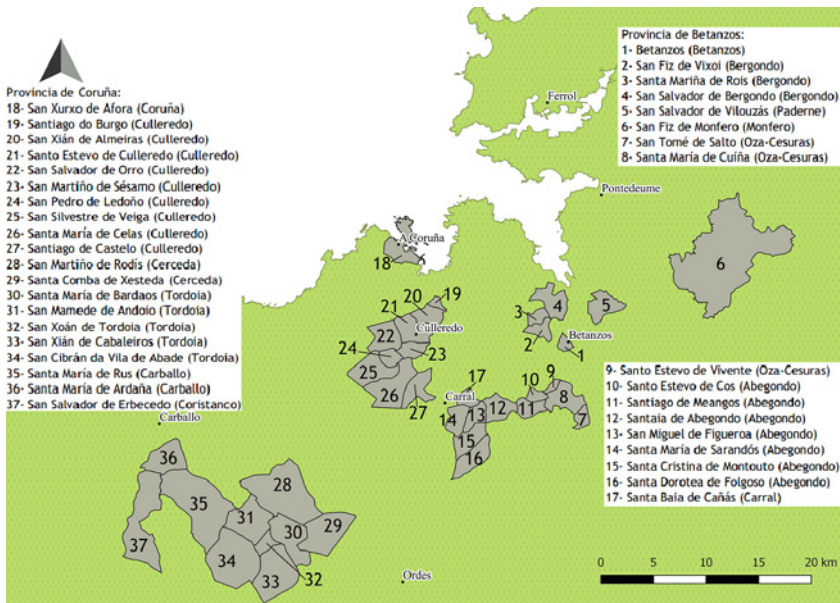 Provincia de Coruña:
18- San Xurxo de Afora (Coruña)
19- Santiago do Burgo (Culleredo)
20- San Xián de Almeiras (Culleredo)
21- Santo Estevo de Culleredo (Culleredo)
22- San Salvador de Orro (Culleredo)
23- San Martiño de Sésamo (Culleredo)
24- San Pedro de Ledoño (Culleredo)
25- San Silvestre de Veiga (Culleredo)
26- Santa María de Celas (Culleredo)
27- Santiago de Castelo (Culleredo)
28- San Martiño de Rodís (Cerceda)
29- Santa Comba de Xesteda (Cerceda)
30- Santa María de Bardaos (Tordoia)
31- San Mamede de Andoio (Tordoia)
32- San Xoán de Tordoia (Tordoia)
33- San Xián de Cabaleiros (Tordoia)
34- San Cibrán da Vila de Abade (Tordoia)
35- Santa María de Rus (Carballo)
36- Santa María de Ardaña (Carballo)
37- San Salvador de Erbecedo (Coristanco)
Provincia de Betanzos:
1- Betanzos (Betanzos)
2- San Fiz de Vixoi (Bergondo)
3- Santa Mariña de Rois (Bergondo)
4- San Salvador de Bergondo (Bergondo)
5- San Salvador de Vilouzás (Paderne)
6- San Fiz de Monfero (Monfero)
7- San Tomé de Salto (Oza-Cesuras)
8- Santa María de Cuíña (Oza-Cesuras)
9- Santo Estevo de Vivente (Oza-Cesuras)
10- Santo Estevo de Cos (Abegondo)
11- Santiago de Meangos (Abegondo)
12- Santaia de Abegondo (Abegondo)
13- San Miguel de Figueroa (Abegondo)
14- Santa María de Sarandós (Abegondo)
15- Santa Cristina de Montouto (Abegondo)
16- Santa Dorotea de Folgoso (Abegondo)
17- Santa Baia de Cañás (Carral)
Ferrol
Pontedeume
A Coruña
18
6
19
20
21
4
5
3
22
Culleredo
2
Betanzos
1
24
23
25
26
27
17
Carral
10
9
8
14
13
12
11
7
15
16
Carballo
36
35
28
31
30
29
37
34
33
32
Ordes
0 5 10 15 20 km